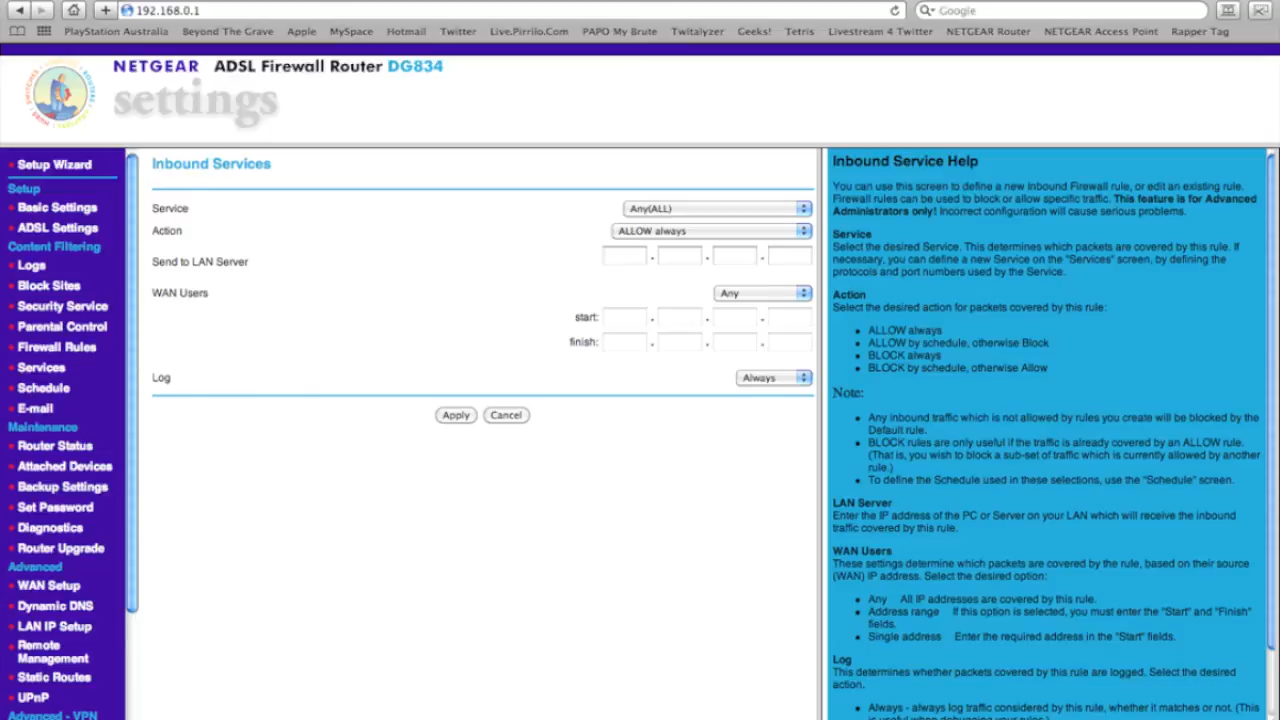 192.168.0.1
Google
PlayStation Australia Beyond The Grave Apple MySpace Hotmail Twitter Live.Pirrilo.Com PAPO My Brute Twitalyzer Geeks! Tetris Livestream 4 Twitter NETGEAR Router NETGEAR Access Point Rapper Tag
NETGEAR ADSL Firewall Router DG834
settings
Setup Wizard
Setup
Basic Settings
ADSL Settings
Content Filtering
Logs
Block Sites
Security Service
Parental Control
Firewall Rules
Services
Schedule
E-mail
Maintenance
Router Status
Attached Devices
Backup Settings
Set Password
Diagnostics
Router Upgrade
Advanced
WAN Setup
Dynamic DNS
LAN IP Setup
Remote
Management
Static Routes
UPnP
Advanced - VPN
Inbound Services
Service Any(ALL)
Action ALLOW always
Send to LAN Server . . .
WAN Users Any
start: . . .
finish: . . .
Log Always
Apply Cancel
Inbound Service Help
You can use this screen to define a new Inbound Firewall rule, or edit an existing rule.
Firewall rules can be used to block or allow specific traffic. This feature is for Advanced
Administrators only! Incorrect configuration will cause serious problems.
Service
Select the desired Service. This determines which packets are covered by this rule. If
necessary, you can define a new Service on the "Services" screen, by defining the
protocols and port numbers used by the Service.
Action
Select the desired action for packets covered by this rule:
• ALLOW always
• ALLOW by schedule, otherwise Block
• BLOCK always
• BLOCK by schedule, otherwise Allow
Note:
• Any inbound traffic which is not allowed by rules you create will be blocked by the
Default rule.
• BLOCK rules are only useful if the traffic is already covered by an ALLOW rule.
(That is, you wish to block a sub-set of traffic which is currently allowed by another
rule.)
• To define the Schedule used in these selections, use the "Schedule" screen.
LAN Server
Enter the IP address of the PC or Server on your LAN which will receive the inbound
traffic covered by this rule.
WAN Users
These settings determine which packets are covered by the rule, based on their source
(WAN) IP address. Select the desired option:
• Any All IP addresses are covered by this rule.
• Address range If this option is selected, you must enter the "Start" and "Finish"
fields.
• Single address Enter the required address in the "Start" fields.
Log
This determines whether packets covered by this rule are logged. Select the desired
action.
• Always - always log traffic considered by this rule, whether it matches or not. (This
is useful when debugging your rules.)